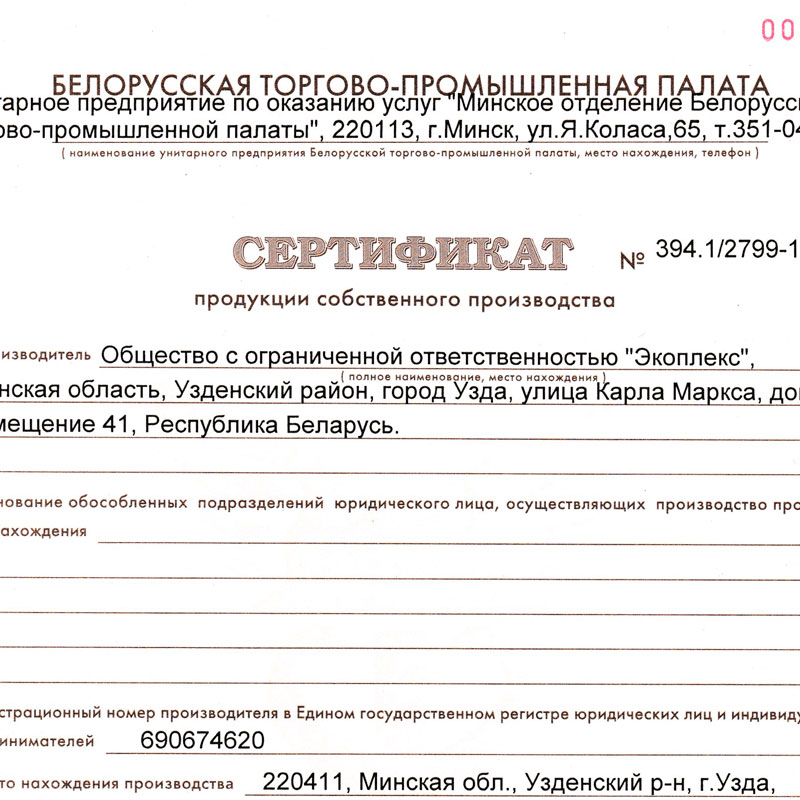 00
БЕЛОРУССКАЯ ТОРГОВО-ПРОМЫШЛЕННАЯ ПАЛАТА
тарное предприятие по оказанию услуг "Минское отделение Белорусс
ово-промышленной палаты", 220113, г.Минск, ул.Я.Коласа,65, т.351-04
( наименование унитарного предприятия Белорусской торгово-промышленной палаты, место нахождения, телефон )
СЕРТИФИКАТ № 394.1/2799-1
продукции собственного производства
изводитель Общество с ограниченной ответственностью "Экоплекс",
( полное наименование, место нахождения )
нская область, Узденский район, город Узда, улица Карла Маркса, до
мещение 41, Республика Беларусь.
нование обособленных подразделений юридического лица, осуществляющих производство про
ахождения
страционный номер производителя в Едином государственном регистре юридических лиц и индивиду
инимателей 690674620
то нахождения производства 220411, Минская обл., Узденский р-н, г.Узда,